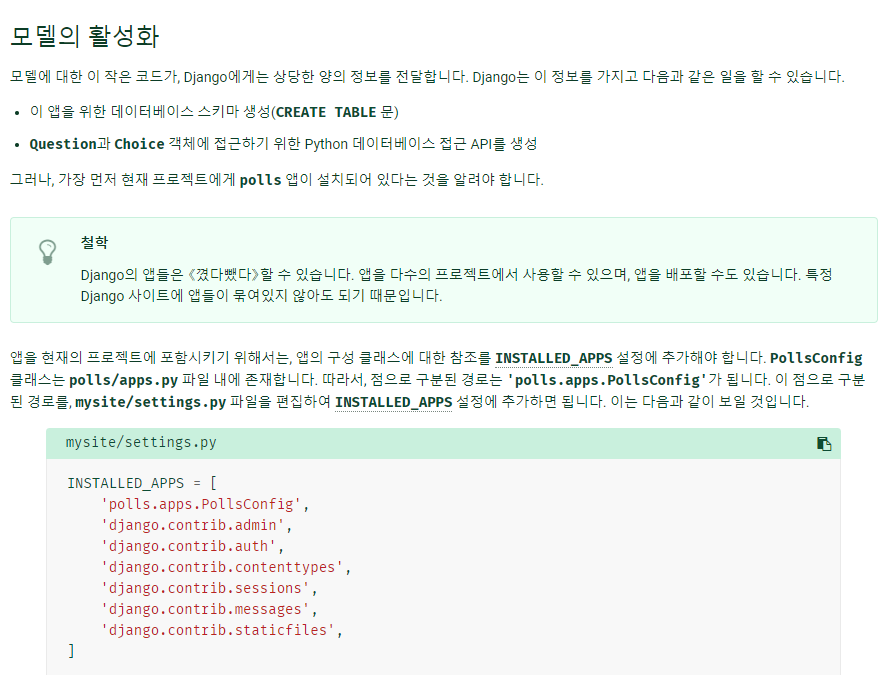 모델의 활성화
모델에 대한 이 작은 코드가, Django에게는 상당한 양의 정보를 전달합니다. Django는 이 정보를 가지고 다음과 같은 일을 할 수 있습니다.
• 이 앱을 위한 데이터베이스 스키마 생성(CREATE TABLE 문)
• Question과 Choice 객체에 접근하기 위한 Python 데이터베이스 접근 API를 생성
그러나, 가장 먼저 현재 프로젝트에게 polls 앱이 설치되어 있다는 것을 알려야 합니다.
철학
Django의 앱들은 《꼈다뺐다》할 수 있습니다. 앱을 다수의 프로젝트에서 사용할 수 있으며, 앱을 배포할 수도 있습니다. 특정
Django 사이트에 앱들이 묶여있지 않아도 되기 때문입니다.
앱을 현재의 프로젝트에 포함시키기 위해서는, 앱의 구성 클래스에 대한 참조를 INSTALLED_APPS 설정에 추가해야 합니다. PollsConfig
클래스는 polls/apps.py 파일 내에 존재합니다. 따라서, 점으로 구분된 경로는 'polls.apps.PollsConfig'가 됩니다. 이 점으로 구분
된 경로를, mysite/settings.py 파일을 편집하여 INSTALLED_APPS 설정에 추가하면 됩니다. 이는 다음과 같이 보일 것입니다.
mysite/settings.py
INSTALLED_APPS = [
    'polls.apps.PollsConfig',
    'django.contrib.admin',
    'django.contrib.auth',
    'django.contrib.contenttypes',
    'django.contrib.sessions',
    'django.contrib.messages',
    'django.contrib.staticfiles',
]